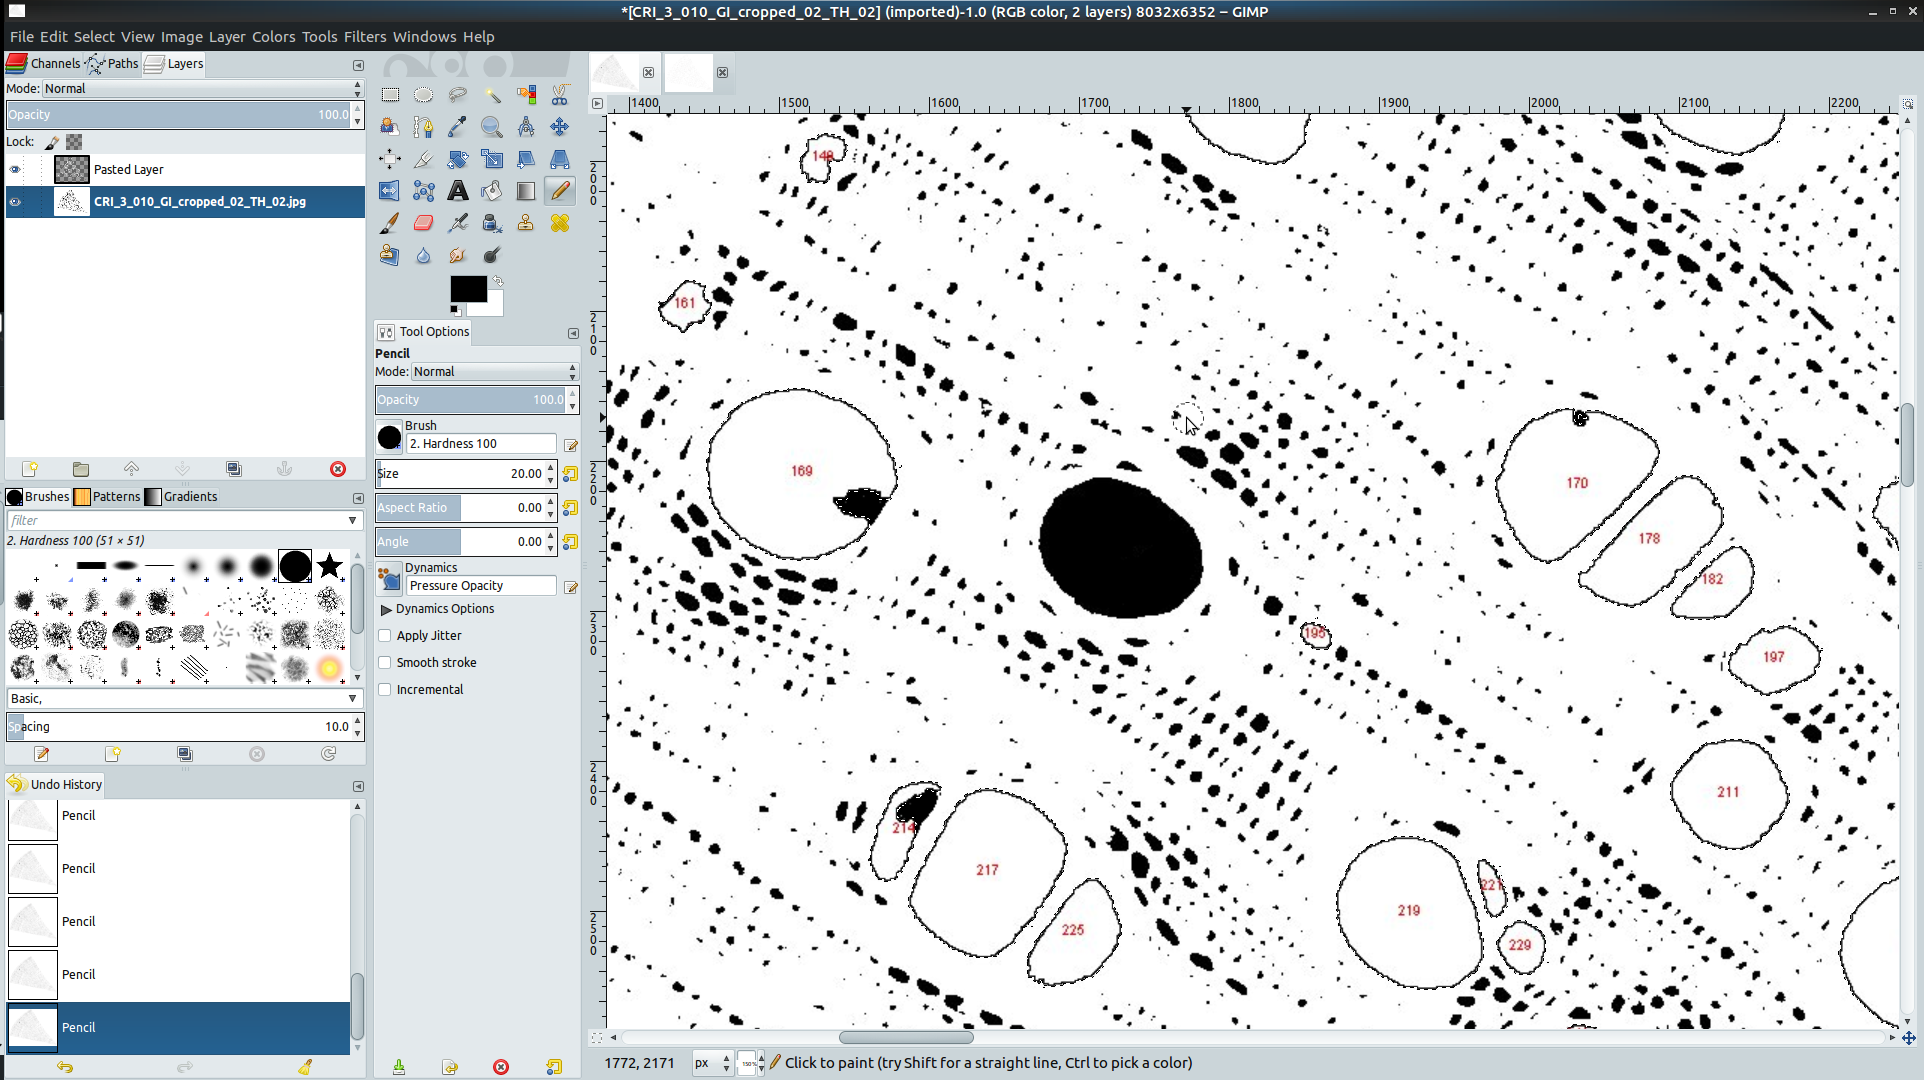 *[CRI_3_010_GI_cropped_02_TH_02] (imported)-1.0 (RGB color, 2 layers) 8032x6352 – GIMP
File Edit Select View Image Layer Colors Tools Filters Windows Help
Channels Paths Layers
Mode: Normal
Opacity 100.0
Lock:
Pasted Layer
CRI_3_010_GI_cropped_02_TH_02.jpg
Brushes Patterns Gradients
filter
2. Hardness 100 (51 × 51)
Basic,
Spacing 10.0
Undo History
Pencil
Pencil
Pencil
Pencil
Pencil
Tool Options
Pencil
Mode: Normal
Opacity 100.0
Brush
2. Hardness 100
Size 20.00
Aspect Ratio 0.00
Angle 0.00
Dynamics
Pressure Opacity
Dynamics Options
Apply Jitter
Smooth stroke
Incremental
1400 1500 1600 1700 1800 1900 2000 2100 2200
2000
2100
2200
2300
2400
2500
148
161
169
170
178
182
195
197
211
214
217
219
221
225
229
1772, 2171 px 150% Click to paint (try Shift for a straight line, Ctrl to pick a color)